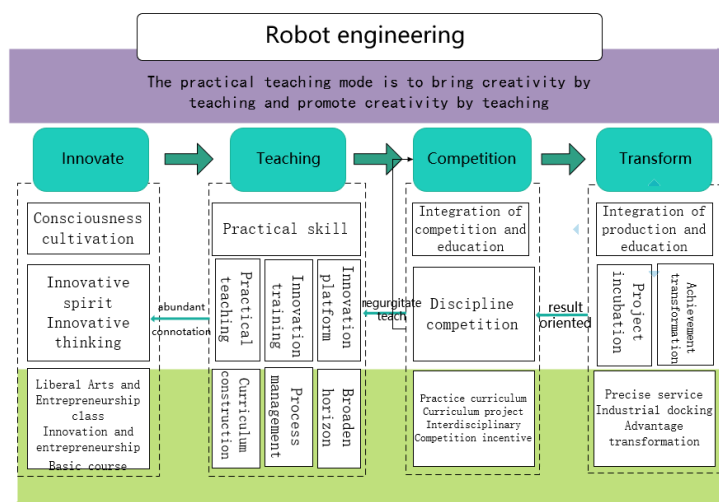 Robot engineering
The practical teaching mode is to bring creativity by
teaching and promote creativity by teaching
Innovate
Teaching
Competition
Transform
Consciousness
cultivation
Innovative
spirit
Innovative
thinking
Liberal Arts and
Entrepreneurship
class
Innovation and
entrepreneurship
Basic course
abundant
connotation
Practical skill
Practical
teaching
Innovation
training
Innovation
platform
Curriculum
construction
Process
management
Broaden
horizon
regurgitate
teach
Integration of
competition and
education
Discipline
competition
Practice curriculum
Curriculum project
Interdisciplinary
Competition incentive
result
oriented
Integration of
production and
education
Project
incubation
Achievement
transformation
Precise service
Industrial docking
Advantage
transformation